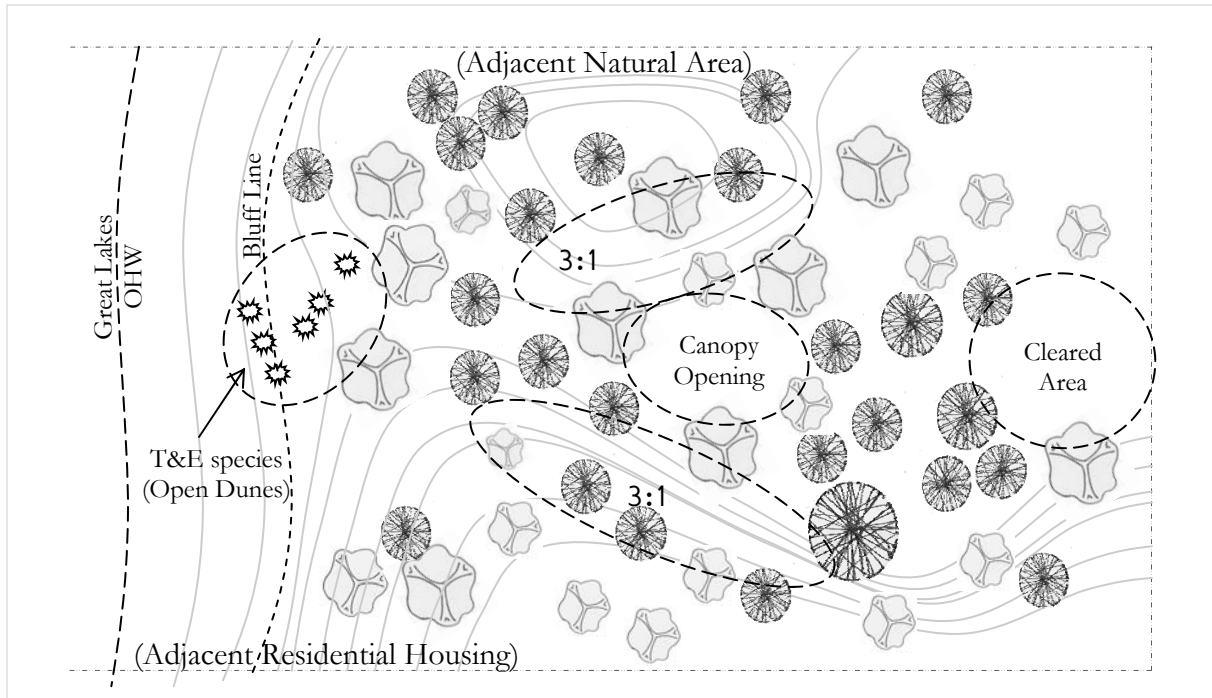 (Adjacent Natural Area)
Great Lakes
OHW
Bluff Line
3:1
Canopy
Opening
Cleared
Area
T&E species
(Open Dunes)
3:1
(Adjacent Residential Housing)